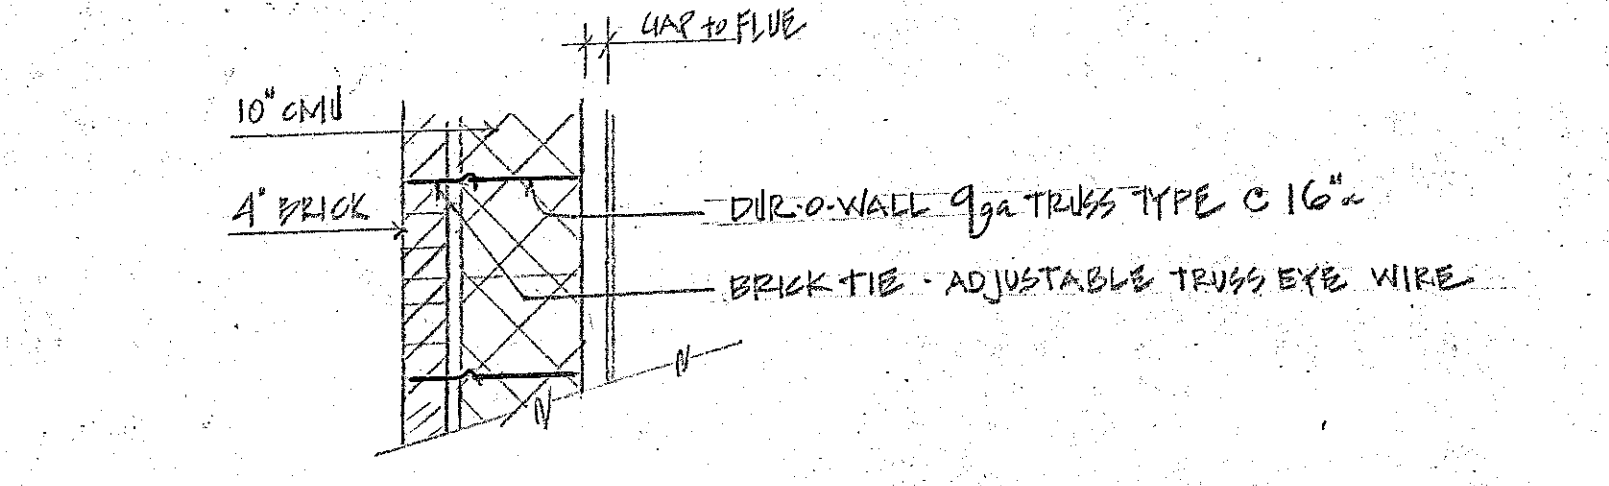 GAP to FLUE
10" CMU
4" BRICK
DUR-O-WALL 9ga TRUSS TYPE C 16"~
BRICK TIE - ADJUSTABLE TRUSS EYE WIRE